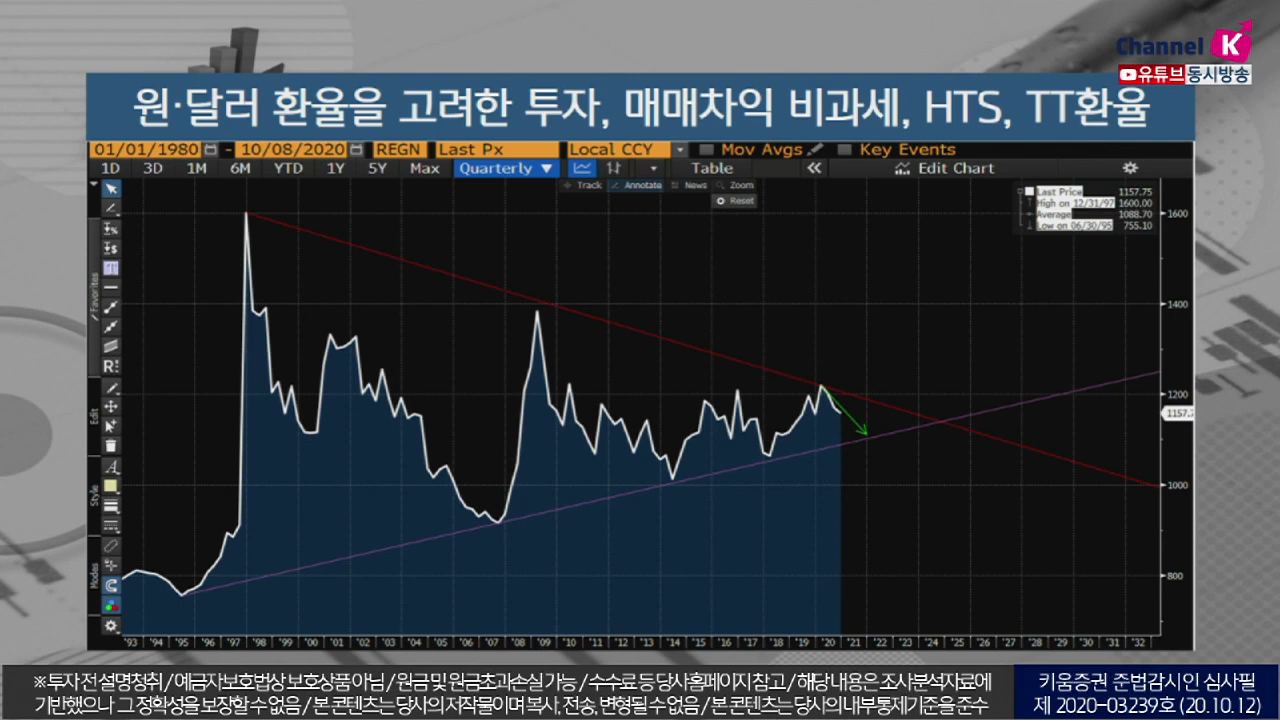 Channel K
유튜브 동시방송
원·달러 환율을 고려한 투자, 매매차익 비과세, HTS, TT환율
01/01/1980 - 10/08/2020 REGN Last Px Local CCY Mov Avgs Key Events
1D 3D 1M 6M YTD 1Y 5Y Max Quarterly ▼ Table « Edit Chart
Track Annotate News Zoom
Reset
Last Price 1157.75
High on 12/31/97 1600.00
Average 1088.70
Low on 06/30/95 755.10
1600
1400
1200
1157.7
1000
800
Favorites
Edit
Style
Modes
'93 '94 '95 '96 '97 '98 '99 '00 '01 '02 '03 '04 '05 '06 '07 '08 '09 '10 '11 '12 '13 '14 '15 '16 '17 '18 '19 '20 '21 '22 '23 '24 '25 '26 '27 '28 '29 '30 '31 '32
※투자 전 설명청취 / 예금자보호법상 보호상품 아님 / 원금 및 원금초과손실 가능 / 수수료 등 당사홈페이지 참고 / 해당 내용은 조사분석자료에
기반했으나 그 정확성을 보장할 수 없음 / 본 콘텐츠는 당사의 저작물이며 복사, 전송, 변형될 수 없음 / 본 콘텐츠는 당사의 내부통제기준을 준수
키움증권 준법감시인 심사필
제 2020-03239호 (20.10.12)